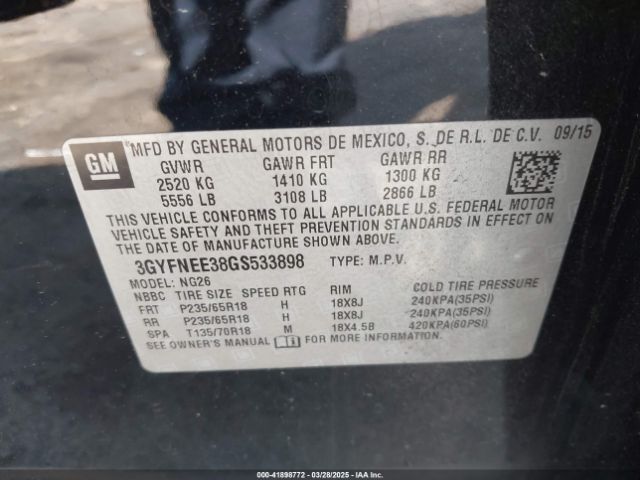 MFD BY GENERAL MOTORS DE MEXICO, S. DE R.L. DE C.V. 09/15
GM
GVWR GAWR FRT GAWR RR
2520 KG 1410 KG 1300 KG
5556 LB 3108 LB 2866 LB
THIS VEHICLE CONFORMS TO ALL APPLICABLE U.S. FEDERAL MOTOR
VEHICLE SAFETY AND THEFT PREVENTION STANDARDS IN EFFECT ON
THE DATE OF MANUFACTURE SHOWN ABOVE.
3GYFNEE38GS533898 TYPE: M.P.V.
MODEL: NG26
NBBC TIRE SIZE SPEED RTG RIM COLD TIRE PRESSURE
FRT P235/65R18 H 18X8J 240KPA(35PSI)
RR P235/65R18 H 18X8J 240KPA(35PSI)
SPA T135/70R18 M 18X4.5B 420KPA(60PSI)
SEE OWNER'S MANUAL FOR MORE INFORMATION.
000-41898772 | 03/28/2025 - IAAI.COM